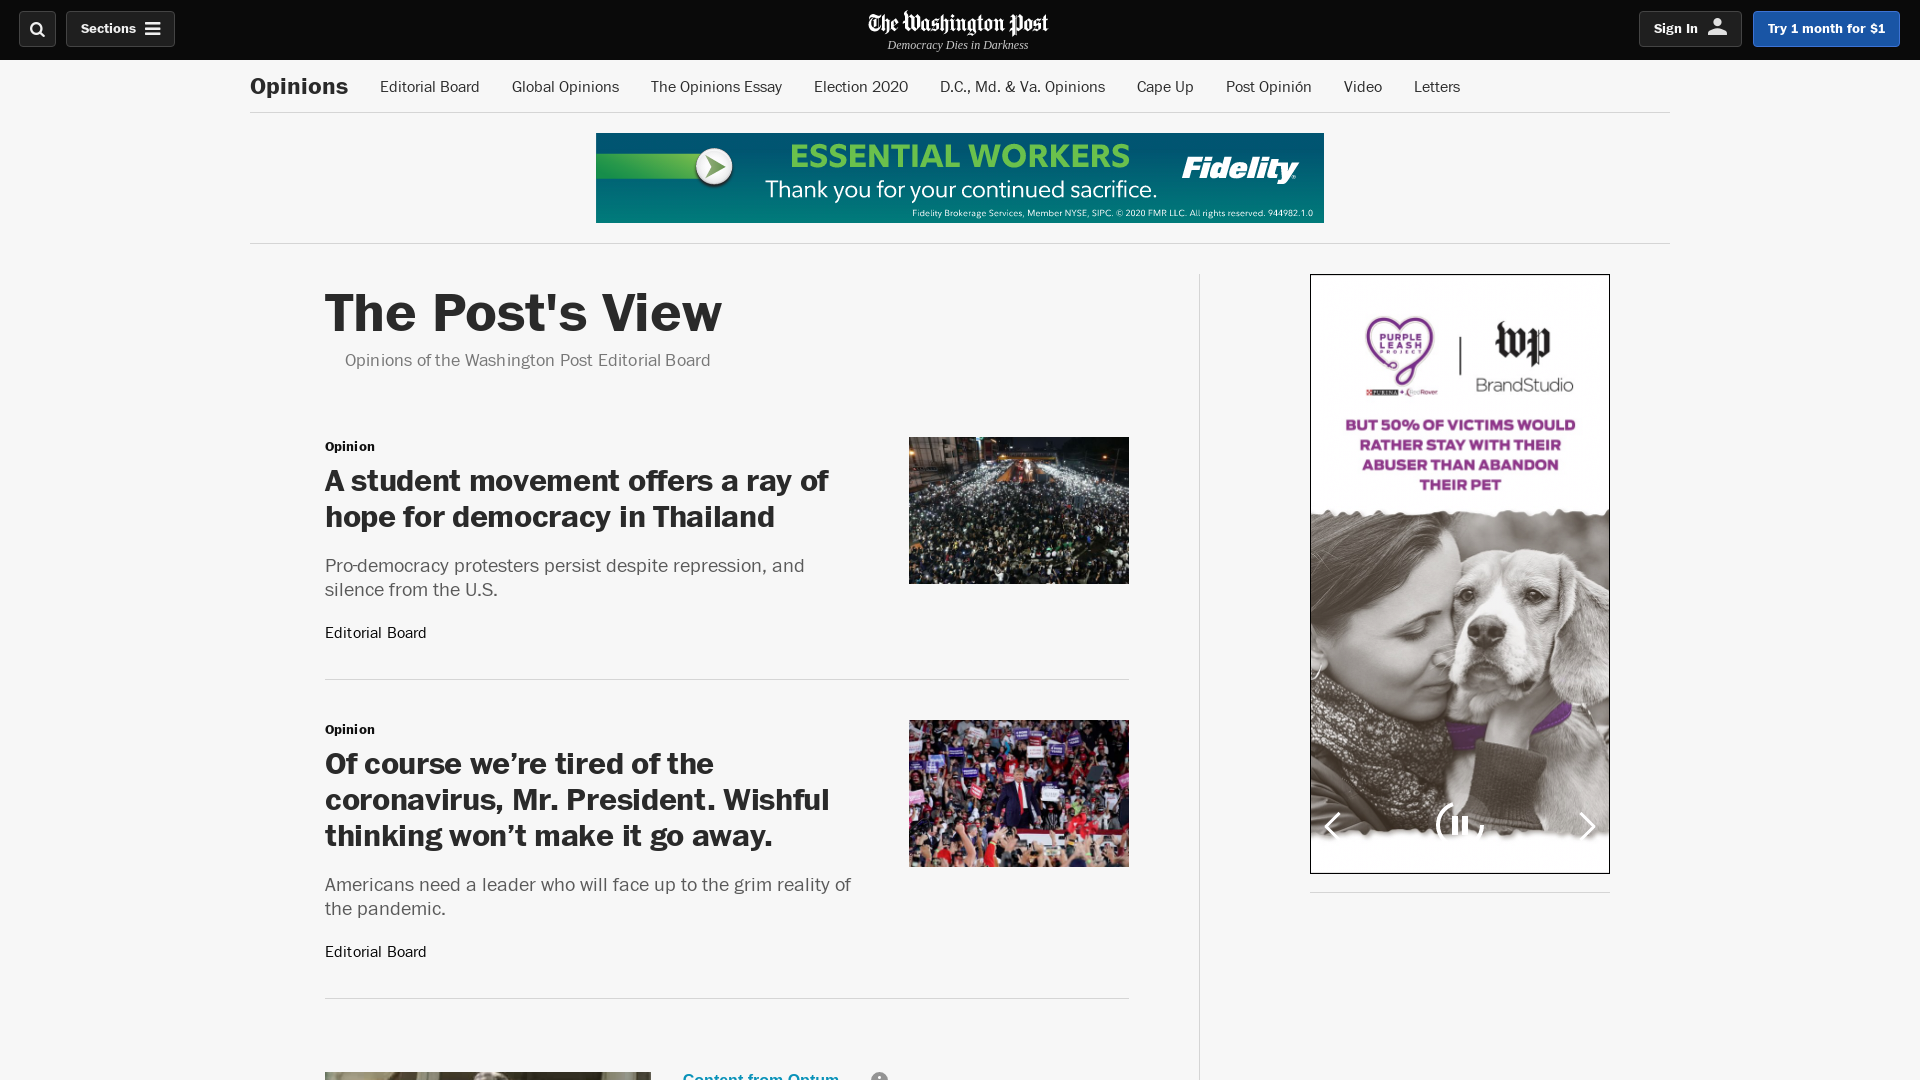 Sections
The Washington Post
Democracy Dies in Darkness
Sign In
Try 1 month for $1
Opinions
Editorial Board
Global Opinions
The Opinions Essay
Election 2020
D.C., Md. & Va. Opinions
Cape Up
Post Opinión
Video
Letters
ESSENTIAL WORKERS
Thank you for your continued sacrifice.
Fidelity
Fidelity Brokerage Services, Member NYSE, SIPC. © 2020 FMR LLC. All rights reserved. 944982.1.0
The Post's View
Opinions of the Washington Post Editorial Board
Opinion
A student movement offers a ray of
hope for democracy in Thailand
Pro-democracy protesters persist despite repression, and
silence from the U.S.
Editorial Board
Opinion
Of course we’re tired of the
coronavirus, Mr. President. Wishful
thinking won’t make it go away.
Americans need a leader who will face up to the grim reality of
the pandemic.
Editorial Board
Content from Optum
PURPLE
LEASH
PROJECT
PURINA + RedRover
wp
BrandStudio
BUT 50% OF VICTIMS WOULD
RATHER STAY WITH THEIR
ABUSER THAN ABANDON
THEIR PET